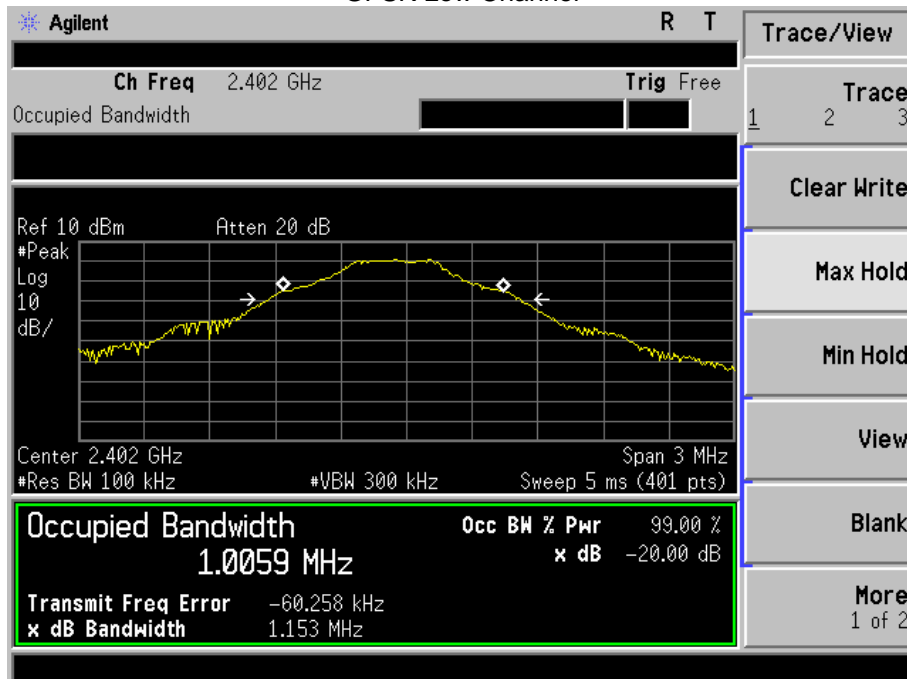 Agilent R T
Trace/View
Ch Freq 2.402 GHz Trig Free
Occupied Bandwidth
Trace
1 2 3
Clear Write
Ref 10 dBm Atten 20 dB
#Peak
Log
10
dB/
Max Hold
Min Hold
View
Center 2.402 GHz Span 3 MHz
#Res BW 100 kHz #VBW 300 kHz Sweep 5 ms (401 pts)
Occupied Bandwidth Occ BW % Pwr 99.00 %
1.0059 MHz x dB -20.00 dB
Blank
Transmit Freq Error -60.258 kHz
x dB Bandwidth 1.153 MHz
More
1 of 2